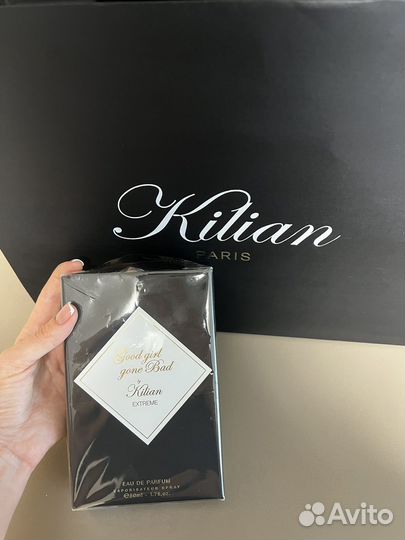 Kilian
PARIS
Good girl
gone Bad
by
Kilian
EXTREME
EAU DE PARFUM
VAPORISATEUR SPRAY
℮50ml - 1.7fl.oz.
Avito